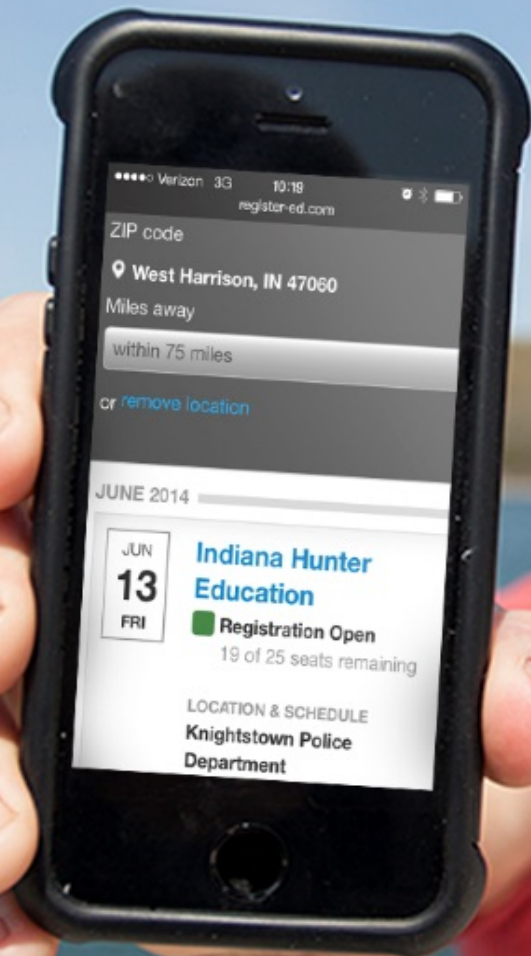 Verizon 3G 10:19
register-ed.com
ZIP code
West Harrison, IN 47060
Miles away
within 75 miles
or remove location
JUNE 2014
JUN
13
FRI
Indiana Hunter
Education
Registration Open
19 of 25 seats remaining
LOCATION & SCHEDULE
Knightstown Police
Department